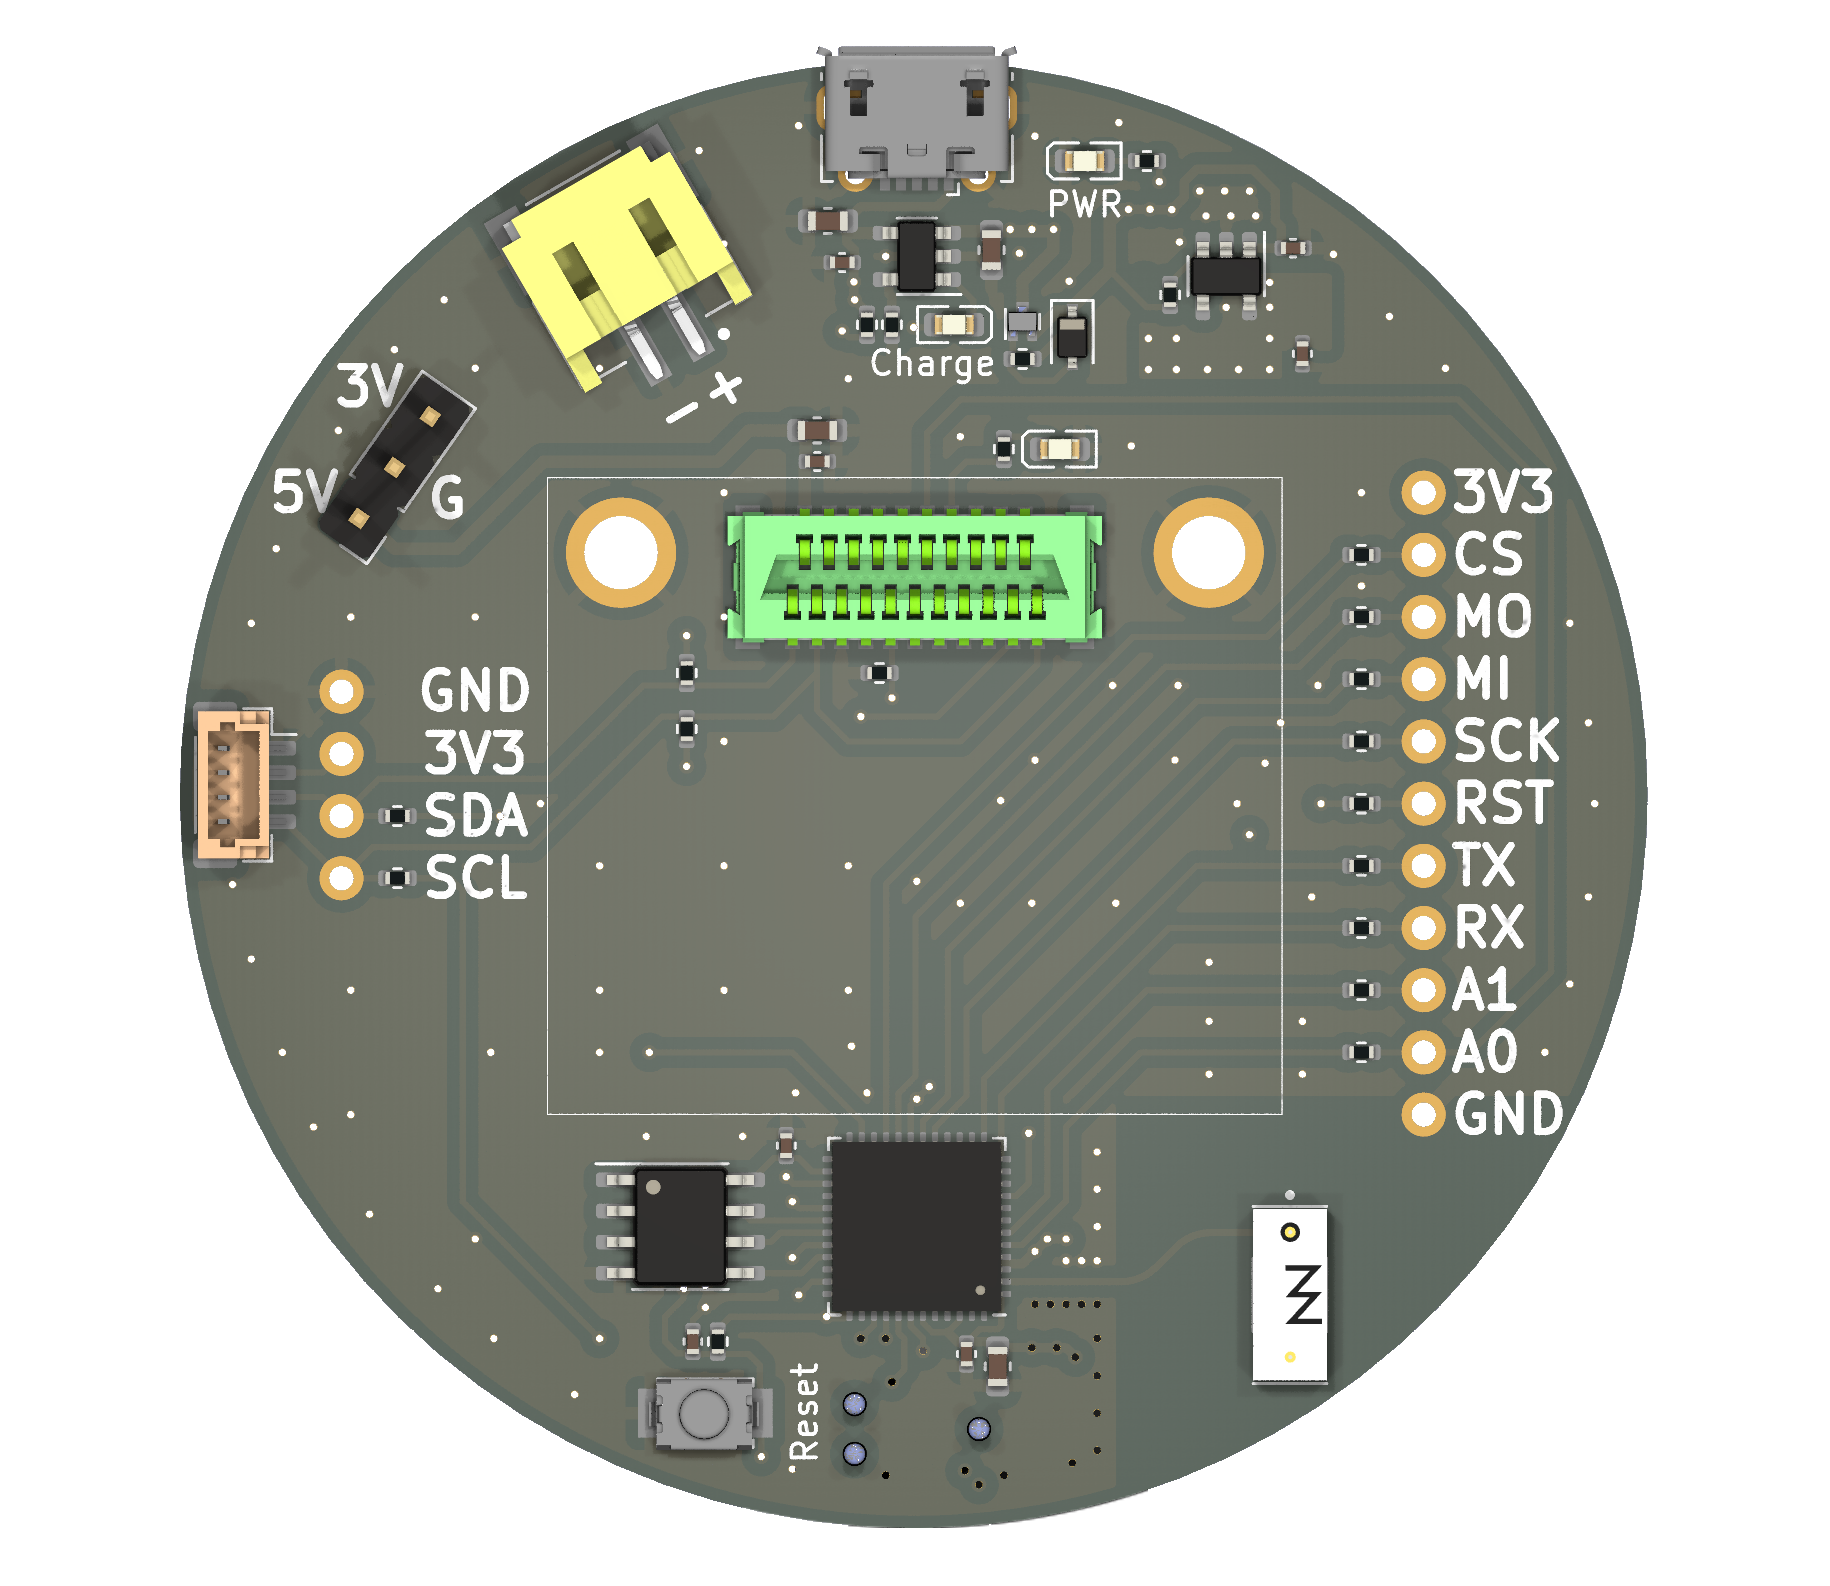 PWR
Charge
- +
3V
5V
G
3V3
CS
MO
MI
SCK
RST
TX
RX
A1
A0
GND
GND
3V3
SDA
SCL
Reset